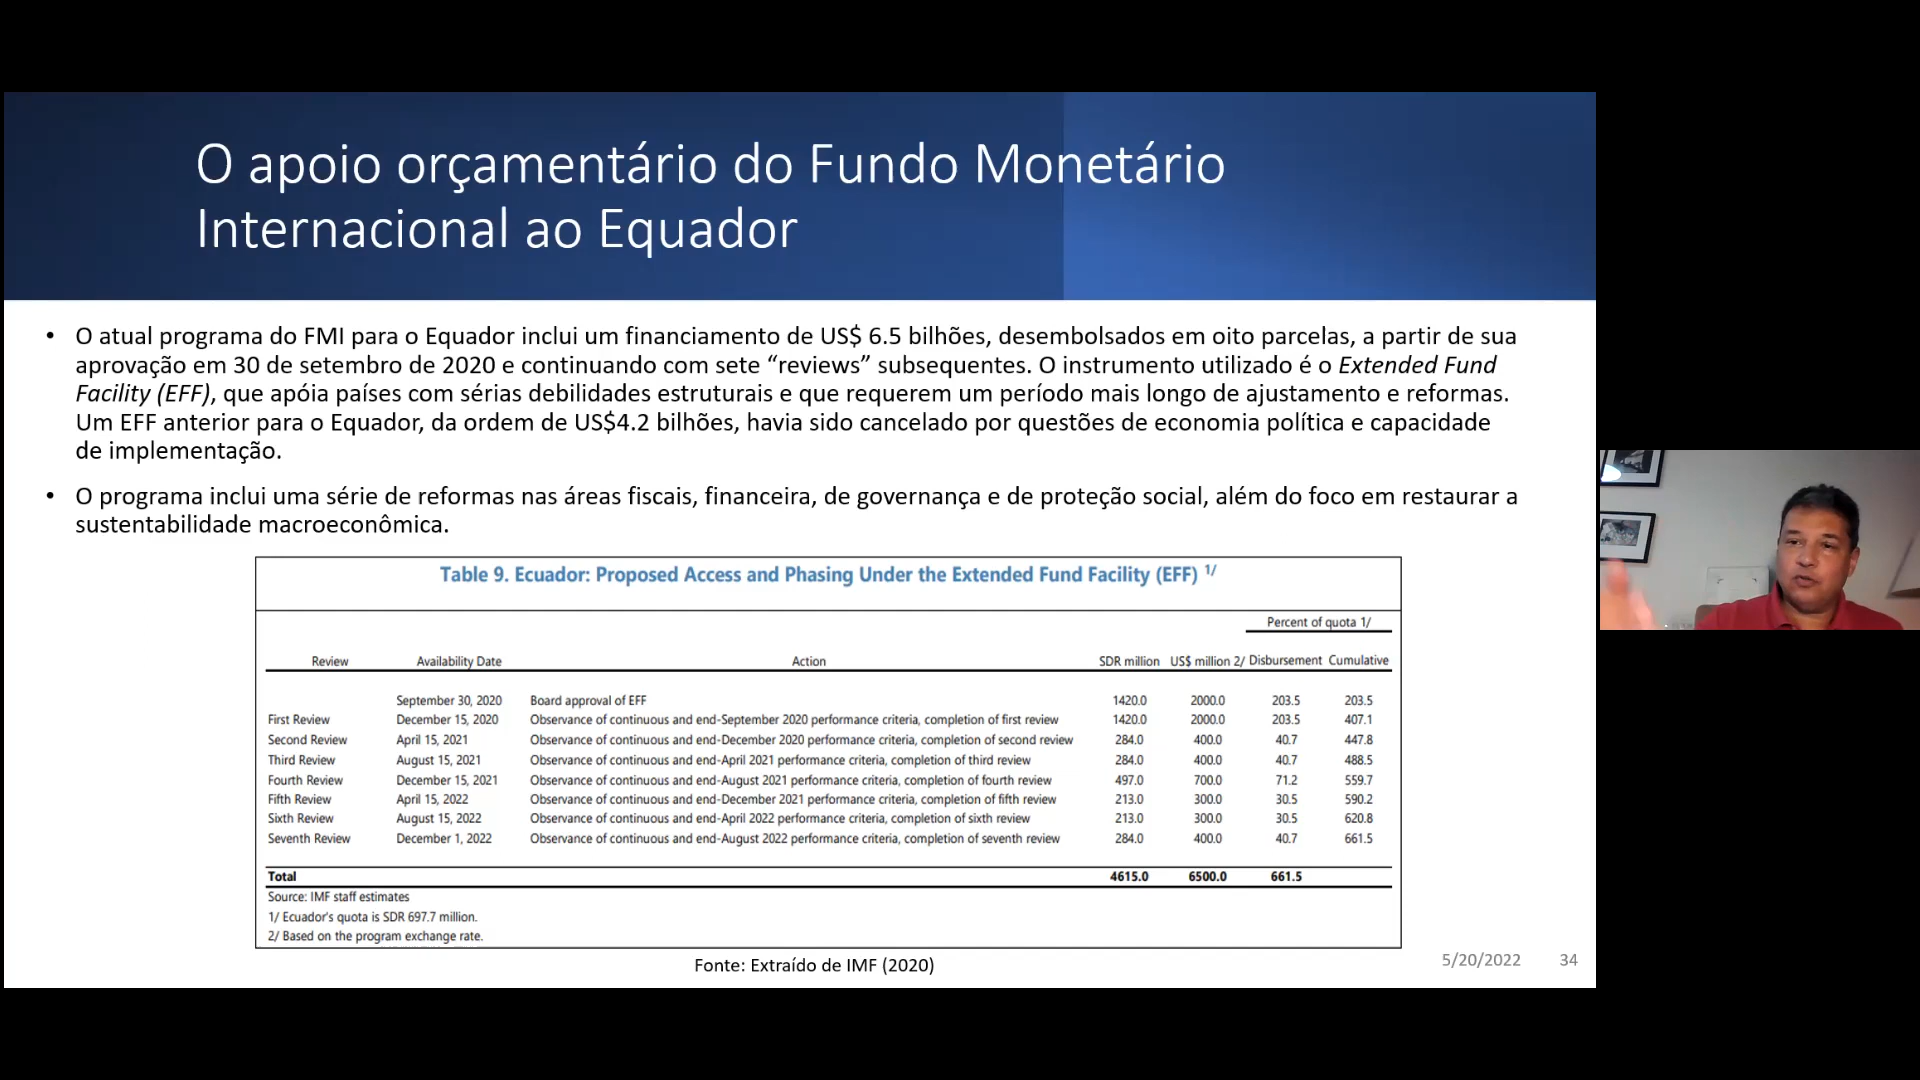 O apoio orçamentário do Fundo Monetário
Internacional ao Equador
• O atual programa do FMI para o Equador inclui um financiamento de US$ 6.5 bilhões, desembolsados em oito parcelas, a partir de sua
aprovação em 30 de setembro de 2020 e continuando com sete “reviews” subsequentes. O instrumento utilizado é o Extended Fund
Facility (EFF), que apóia países com sérias debilidades estruturais e que requerem um período mais longo de ajustamento e reformas.
Um EFF anterior para o Equador, da ordem de US$4.2 bilhões, havia sido cancelado por questões de economia política e capacidade
de implementação.
• O programa inclui uma série de reformas nas áreas fiscais, financeira, de governança e de proteção social, além do foco em restaurar a
sustentabilidade macroeconômica.
Table 9. Ecuador: Proposed Access and Phasing Under the Extended Fund Facility (EFF) 1/
Percent of quota 1/
Review Availability Date Action SDR million US$ million 2/ Disbursement Cumulative
September 30, 2020 Board approval of EFF 1420.0 2000.0 203.5 203.5
First Review December 15, 2020 Observance of continuous and end-September 2020 performance criteria, completion of first review 1420.0 2000.0 203.5 407.1
Second Review April 15, 2021 Observance of continuous and end-December 2020 performance criteria, completion of second review 284.0 400.0 40.7 447.8
Third Review August 15, 2021 Observance of continuous and end-April 2021 performance criteria, completion of third review 284.0 400.0 40.7 488.5
Fourth Review December 15, 2021 Observance of continuous and end-August 2021 performance criteria, completion of fourth review 497.0 700.0 71.2 559.7
Fifth Review April 15, 2022 Observance of continuous and end-December 2021 performance criteria, completion of fifth review 213.0 300.0 30.5 590.2
Sixth Review August 15, 2022 Observance of continuous and end-April 2022 performance criteria, completion of sixth review 213.0 300.0 30.5 620.8
Seventh Review December 1, 2022 Observance of continuous and end-August 2022 performance criteria, completion of seventh review 284.0 400.0 40.7 661.5
Total 4615.0 6500.0 661.5
Source: IMF staff estimates
1/ Ecuador's quota is SDR 697.7 million.
2/ Based on the program exchange rate.
Fonte: Extraído de IMF (2020)
5/20/2022 34